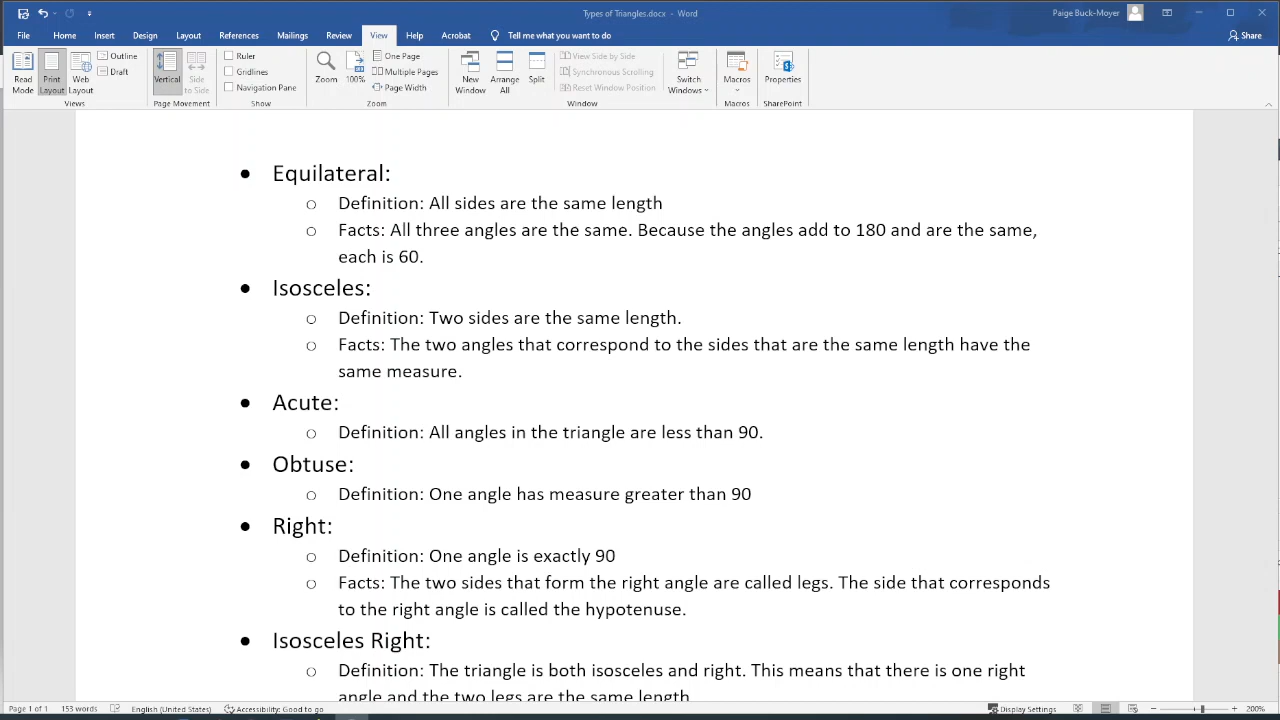 Types of Triangles.docx - Word
Paige Buck-Moyer
File Home Insert Design Layout References Mailings Review View Help Acrobat Tell me what you want to do Share
Read Mode
Print Layout
Web Layout
Outline
Draft
Views
Vertical
Side to Side
Page Movement
Ruler
Gridlines
Navigation Pane
Show
Zoom
100%
One Page
Multiple Pages
Page Width
Zoom
New Window
Arrange All
Split
View Side by Side
Synchronous Scrolling
Reset Window Position
Switch Windows
Window
Macros
Macros
Properties
SharePoint
• Equilateral:
o Definition: All sides are the same length
o Facts: All three angles are the same. Because the angles add to 180 and are the same,
each is 60.
• Isosceles:
o Definition: Two sides are the same length.
o Facts: The two angles that correspond to the sides that are the same length have the
same measure.
• Acute:
o Definition: All angles in the triangle are less than 90.
• Obtuse:
o Definition: One angle has measure greater than 90
• Right:
o Definition: One angle is exactly 90
o Facts: The two sides that form the right angle are called legs. The side that corresponds
to the right angle is called the hypotenuse.
• Isosceles Right:
o Definition: The triangle is both isosceles and right. This means that there is one right
angle and the two legs are the same length
Page 1 of 1 153 words English (United States) Accessibility: Good to go Display Settings 200%